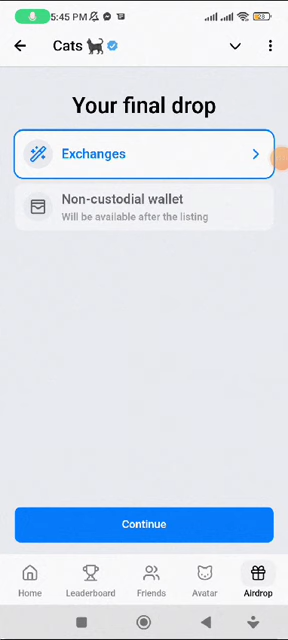 5:45 PM
Cats
Your final drop
Exchanges
Non-custodial wallet
Will be available after the listing
Continue
Home
Leaderboard
Friends
Avatar
Airdrop